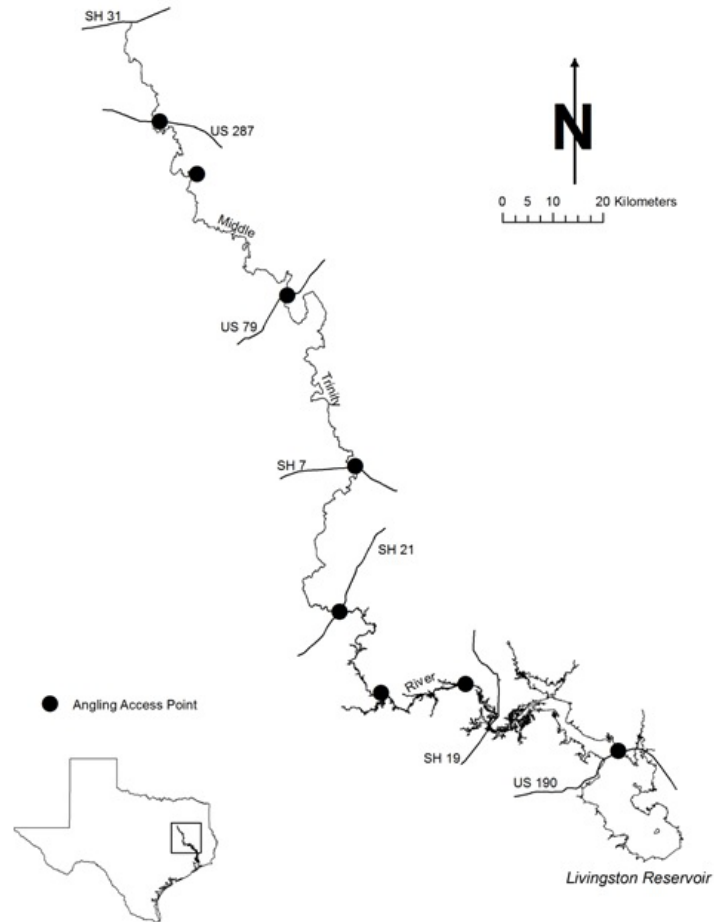 SH 31
US 287
N
0 5 10 20 Kilometers
Middle
US 79
Trinity
SH 7
SH 21
River
Angling Access Point
SH 19
US 190
Livingston Reservoir